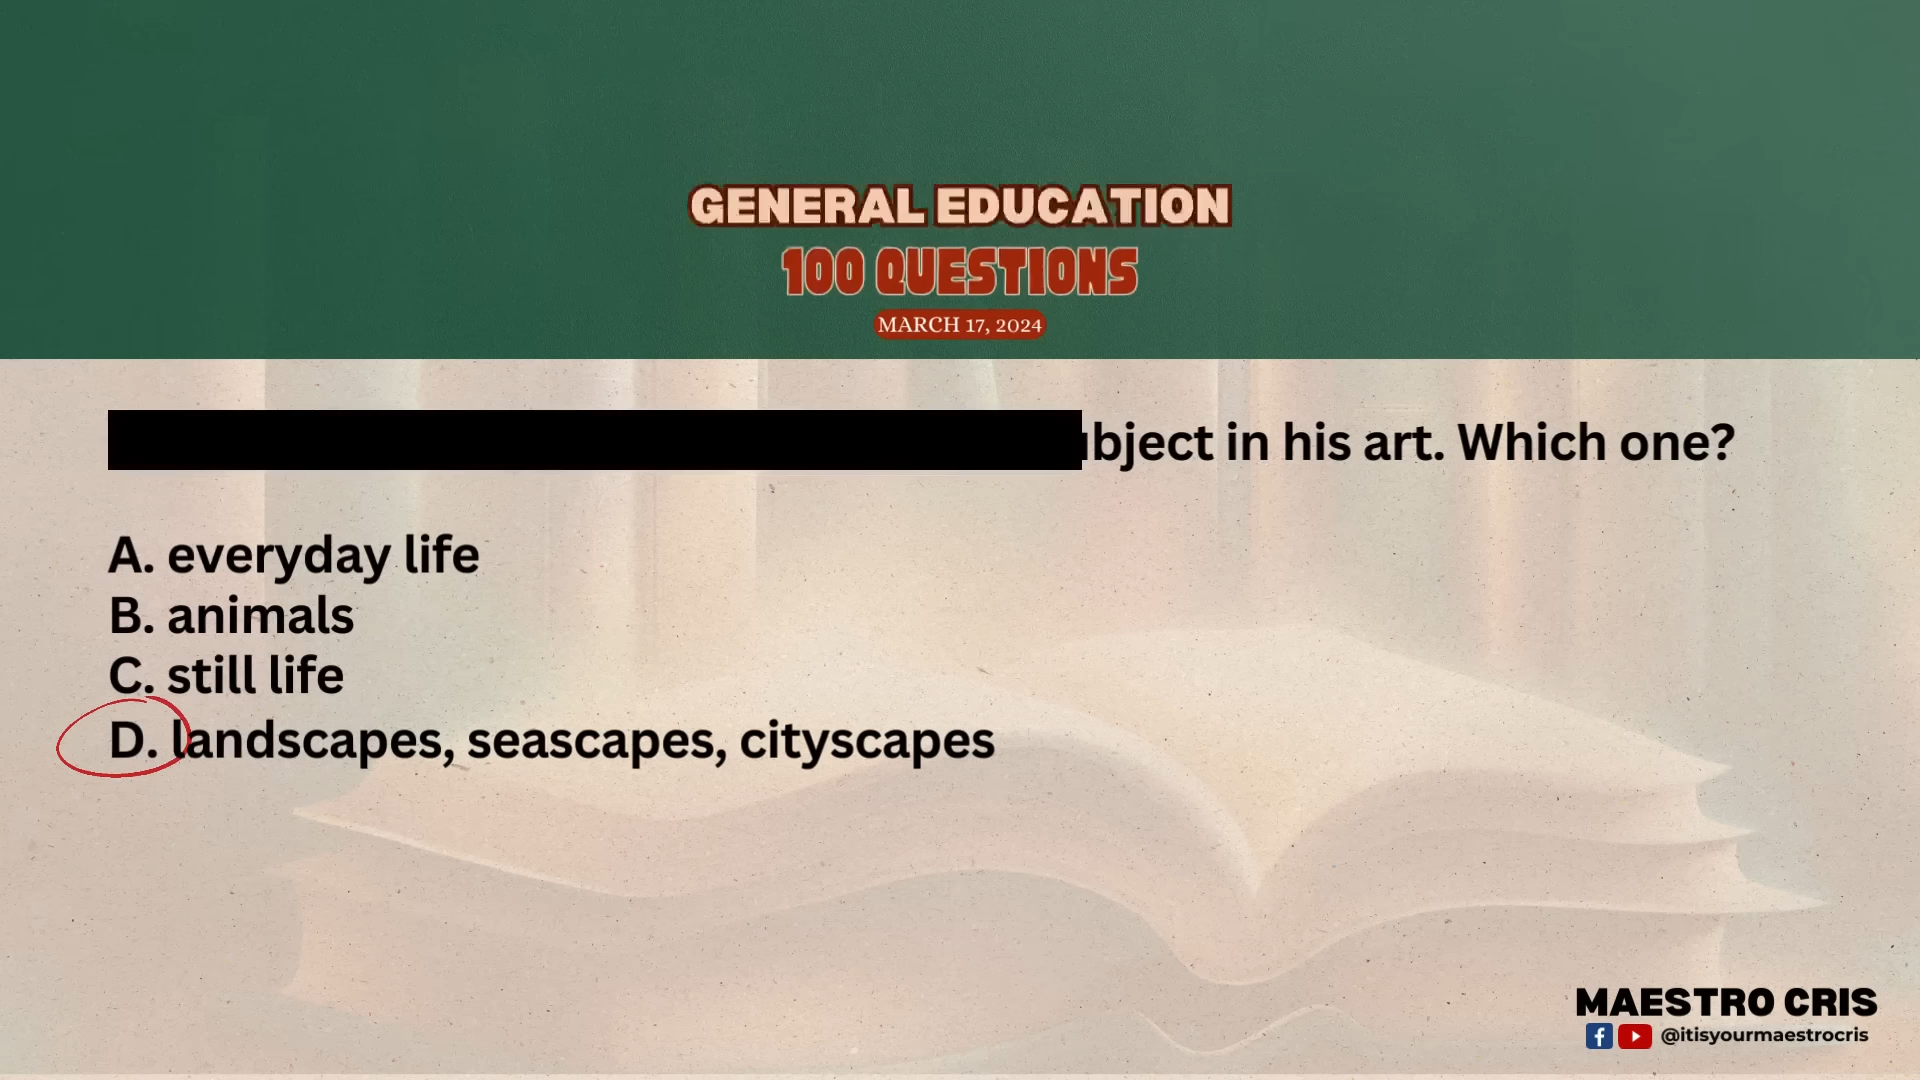 GENERAL EDUCATION
100 QUESTIONS
MARCH 17, 2024
in his art. Which one?
A. everyday life
B. animals
C. still life
D. landscapes, seascapes, cityscapes
MAESTRO CRIS
@itisyourmaestrocris